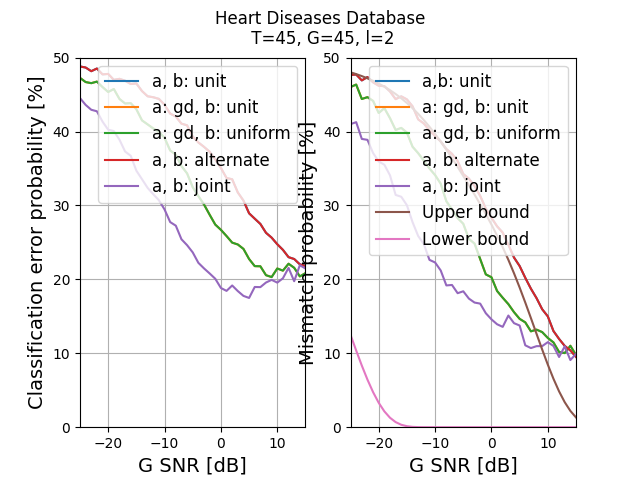 Heart Diseases Database
T=45, G=45, l=2
Classification error probability [%]
50
40
30
20
10
0
a, b: unit
a: gd, b: unit
a: gd, b: uniform
a, b: alternate
a, b: joint
−20
−10
0
10
G SNR [dB]
Mismatch probability [%]
50
40
30
20
10
0
a,b: unit
a: gd, b: unit
a: gd, b: uniform
a, b: alternate
a, b: joint
Upper bound
Lower bound
−20
−10
0
10
G SNR [dB]